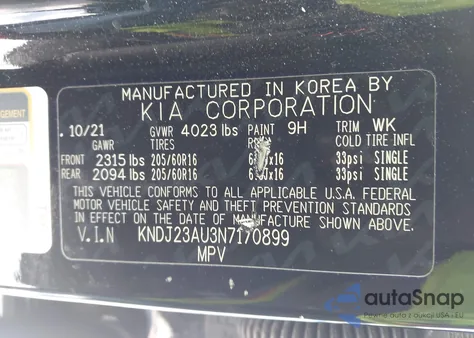 MANUFACTURED IN KOREA BY
KIA CORPORATION
10/21 GVWR 4023 lbs PAINT 9H TRIM WK
GAWR TIRES COLD TIRE INFL
FRONT 2315 lbs 205/60R16 x16 33psi SINGLE
REAR 2094 lbs 205/60R16 x16 33psi SINGLE
THIS VEHICLE CONFORMS TO ALL APPLICABLE U.S.A. FEDERAL
MOTOR VEHICLE SAFETY AND THEFT PREVENTION STANDARDS
IN EFFECT ON THE DATE OF MANUFACTURE SHOWN ABOVE.
V.I.N KNDJ23AU3N7170899
MPV
autoSnap